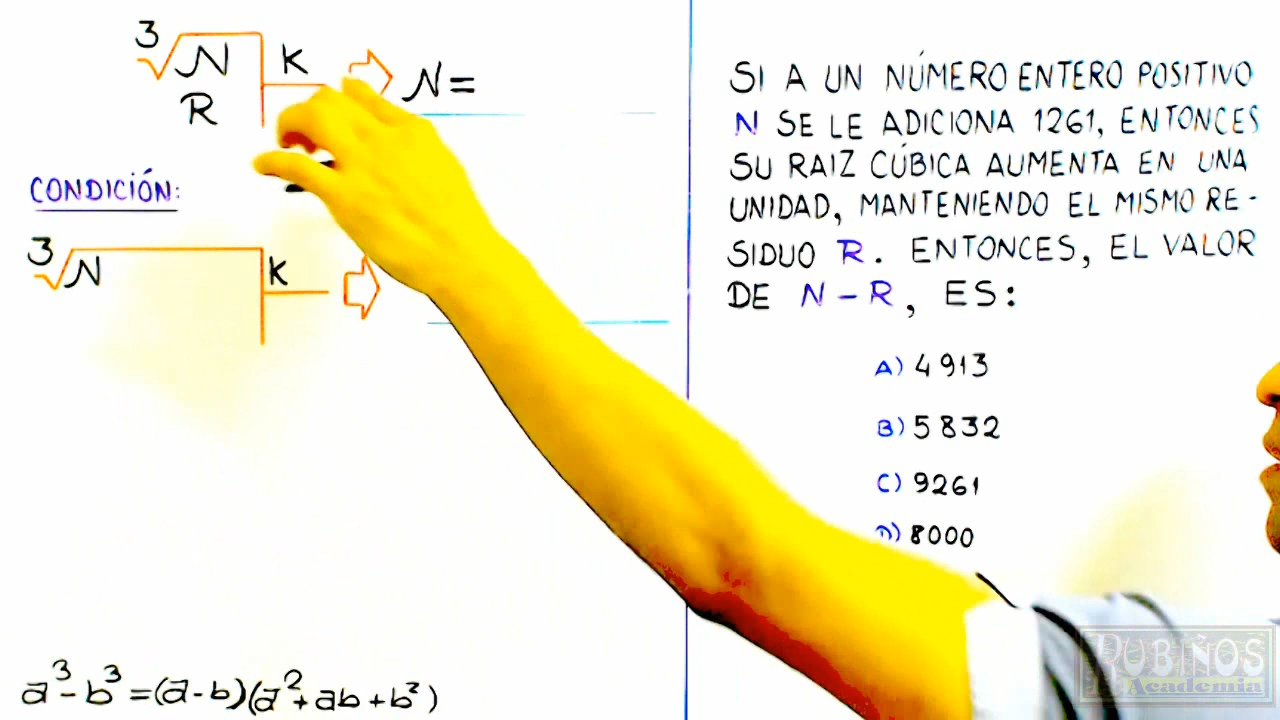 ∛N K
R
N =
CONDICIÓN:
∛N K
a³-b³=(a-b)(a²+ab+b²)
SI A UN NÚMERO ENTERO POSITIVO
N SE LE ADICIONA 1261, ENTONCES
SU RAIZ CÚBICA AUMENTA EN UNA
UNIDAD, MANTENIENDO EL MISMO RE-
SIDUO R. ENTONCES, EL VALOR
DE N-R, ES:
A) 4913
B) 5832
C) 9261
D) 8000
RUBIÑOS
Academia